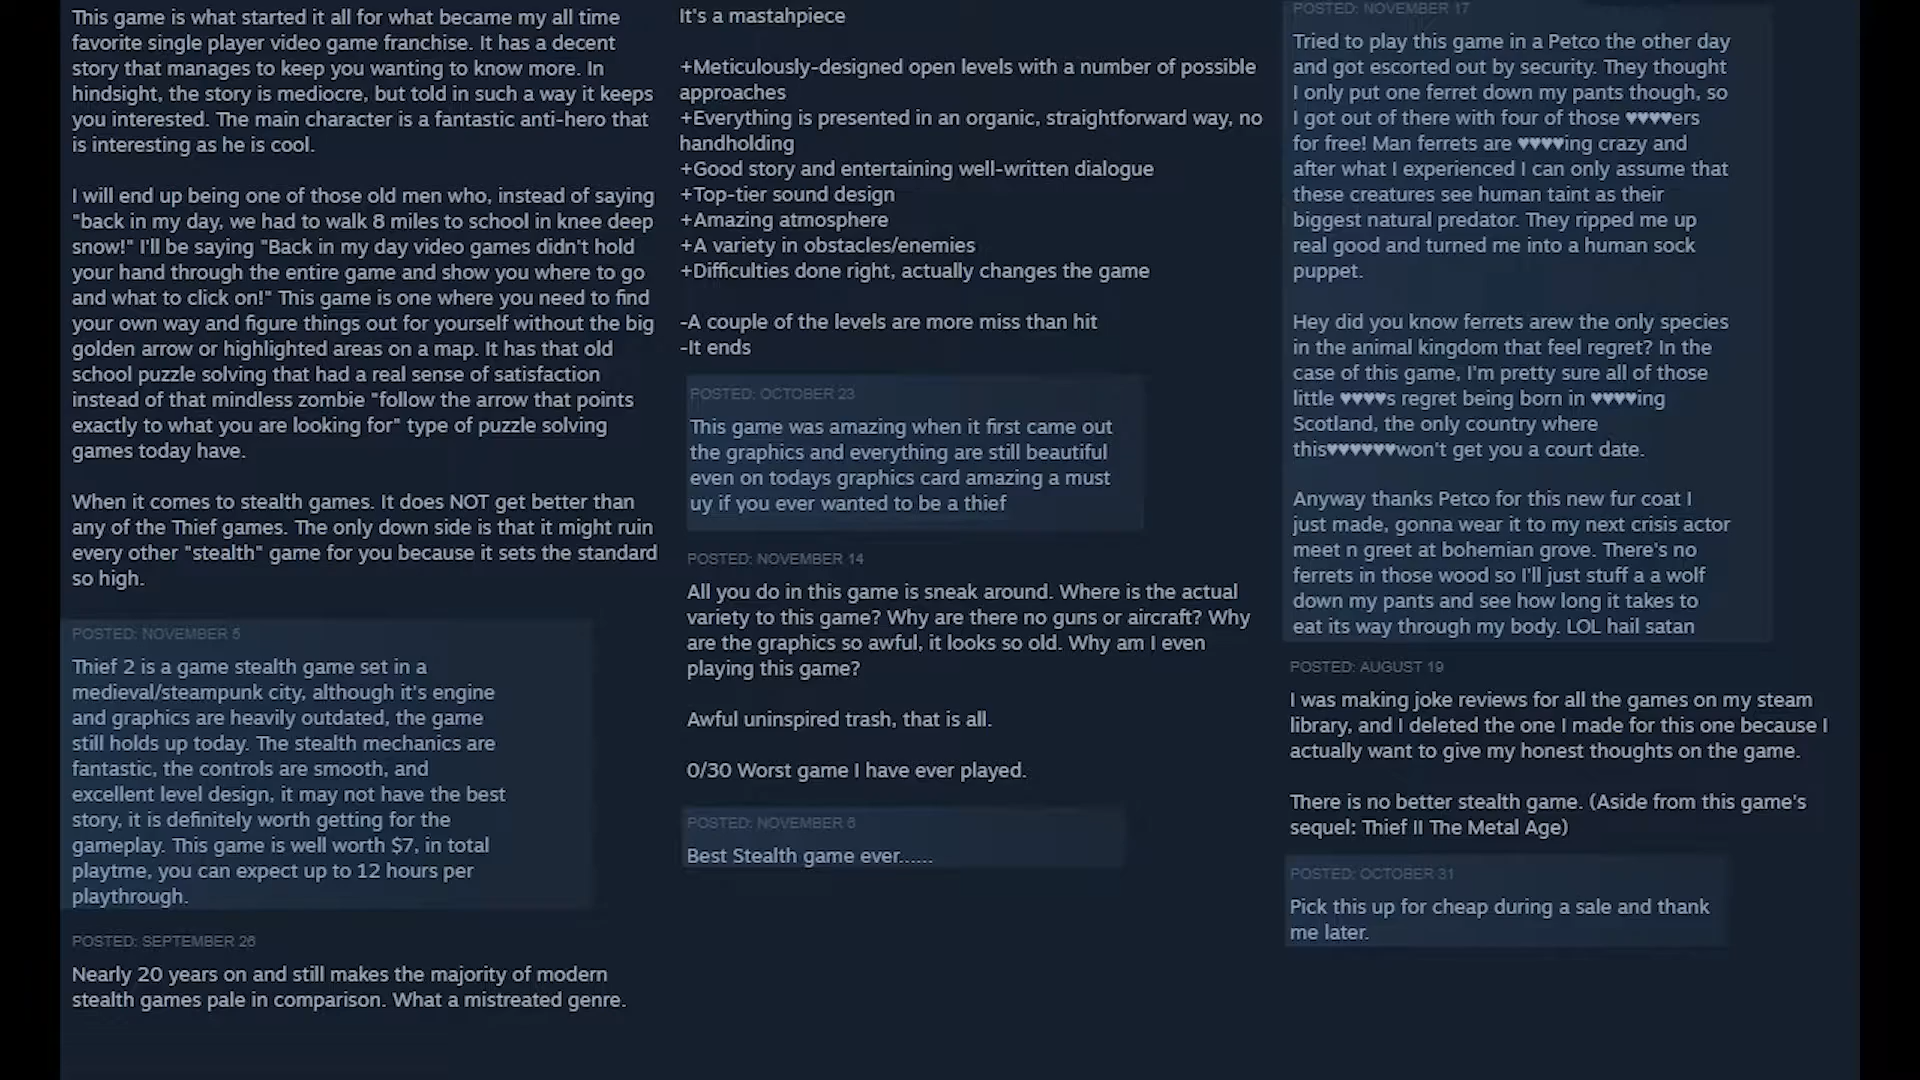 This game is what started it all for what became my all time
favorite single player video game franchise. It has a decent
story that manages to keep you wanting to know more. In
hindsight, the story is mediocre, but told in such a way it keeps
you interested. The main character is a fantastic anti-hero that
is interesting as he is cool.
I will end up being one of those old men who, instead of saying
"back in my day, we had to walk 8 miles to school in knee deep
snow!" I'll be saying "Back in my day video games didn't hold
your hand through the entire game and show you where to go
and what to click on!" This game is one where you need to find
your own way and figure things out for yourself without the big
golden arrow or highlighted areas on a map. It has that old
school puzzle solving that had a real sense of satisfaction
instead of that mindless zombie "follow the arrow that points
exactly to what you are looking for" type of puzzle solving
games today have.
When it comes to stealth games. It does NOT get better than
any of the Thief games. The only down side is that it might ruin
every other "stealth" game for you because it sets the standard
so high.
POSTED: NOVEMBER 5
Thief 2 is a game stealth game set in a
medieval/steampunk city, although it's engine
and graphics are heavily outdated, the game
still holds up today. The stealth mechanics are
fantastic, the controls are smooth, and
excellent level design, it may not have the best
story, it is definitely worth getting for the
gameplay. This game is well worth $7, in total
playtme, you can expect up to 12 hours per
playthrough.
POSTED: SEPTEMBER 26
Nearly 20 years on and still makes the majority of modern
stealth games pale in comparison. What a mistreated genre.
It's a mastahpiece
+Meticulously-designed open levels with a number of possible
approaches
+Everything is presented in an organic, straightforward way, no
handholding
+Good story and entertaining well-written dialogue
+Top-tier sound design
+Amazing atmosphere
+A variety in obstacles/enemies
+Difficulties done right, actually changes the game
-A couple of the levels are more miss than hit
-It ends
POSTED: OCTOBER 23
This game was amazing when it first came out
the graphics and everything are still beautiful
even on todays graphics card amazing a must
uy if you ever wanted to be a thief
POSTED: NOVEMBER 14
All you do in this game is sneak around. Where is the actual
variety to this game? Why are there no guns or aircraft? Why
are the graphics so awful, it looks so old. Why am I even
playing this game?
Awful uninspired trash, that is all.
0/30 Worst game I have ever played.
POSTED: NOVEMBER 6
Best Stealth game ever......
POSTED: NOVEMBER 17
Tried to play this game in a Petco the other day
and got escorted out by security. They thought
I only put one ferret down my pants though, so
I got out of there with four of those ♥♥♥♥ers
for free! Man ferrets are ♥♥♥♥ing crazy and
after what I experienced I can only assume that
these creatures see human taint as their
biggest natural predator. They ripped me up
real good and turned me into a human sock
puppet.
Hey did you know ferrets arew the only species
in the animal kingdom that feel regret? In the
case of this game, I'm pretty sure all of those
little ♥♥♥♥s regret being born in ♥♥♥♥ing
Scotland, the only country where
this♥♥♥♥♥♥won't get you a court date.
Anyway thanks Petco for this new fur coat I
just made, gonna wear it to my next crisis actor
meet n greet at bohemian grove. There's no
ferrets in those wood so I'll just stuff a a wolf
down my pants and see how long it takes to
eat its way through my body. LOL hail satan
POSTED: AUGUST 19
I was making joke reviews for all the games on my steam
library, and I deleted the one I made for this one because I
actually want to give my honest thoughts on the game.
There is no better stealth game. (Aside from this game's
sequel: Thief II The Metal Age)
POSTED: OCTOBER 31
Pick this up for cheap during a sale and thank
me later.